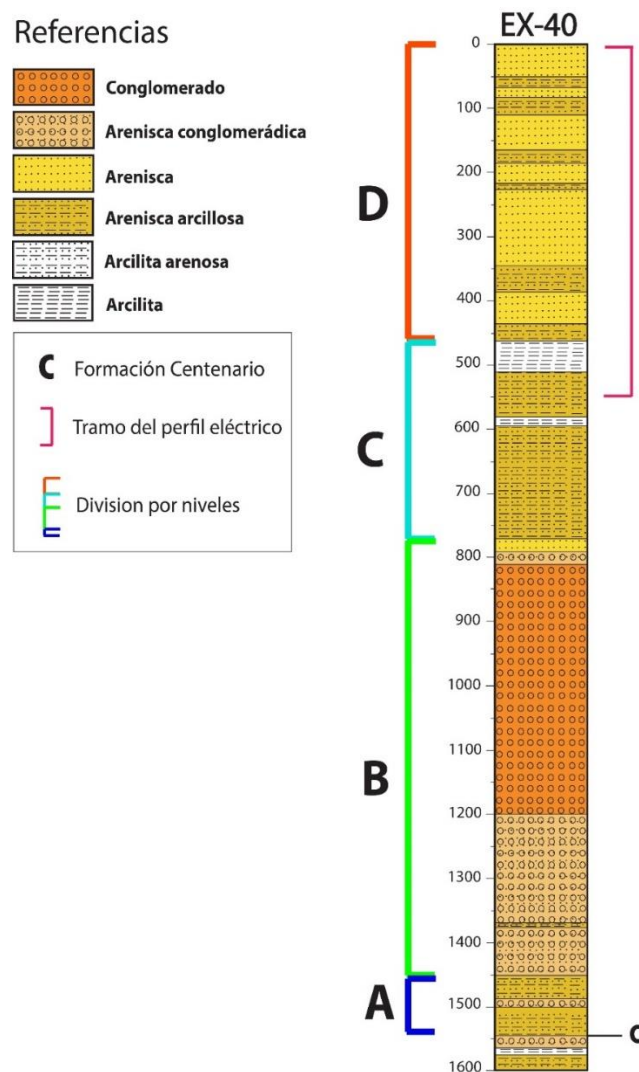 Referencias
Conglomerado
Arenisca conglomerádica
Arenisca
Arenisca arcillosa
Arcilita arenosa
Arcilita
C Formación Centenario
Tramo del perfil eléctrico
Division por niveles
EX-40
0
100
200
300
400
500
600
700
800
900
1000
1100
1200
1300
1400
1500
1600
D
C
B
A